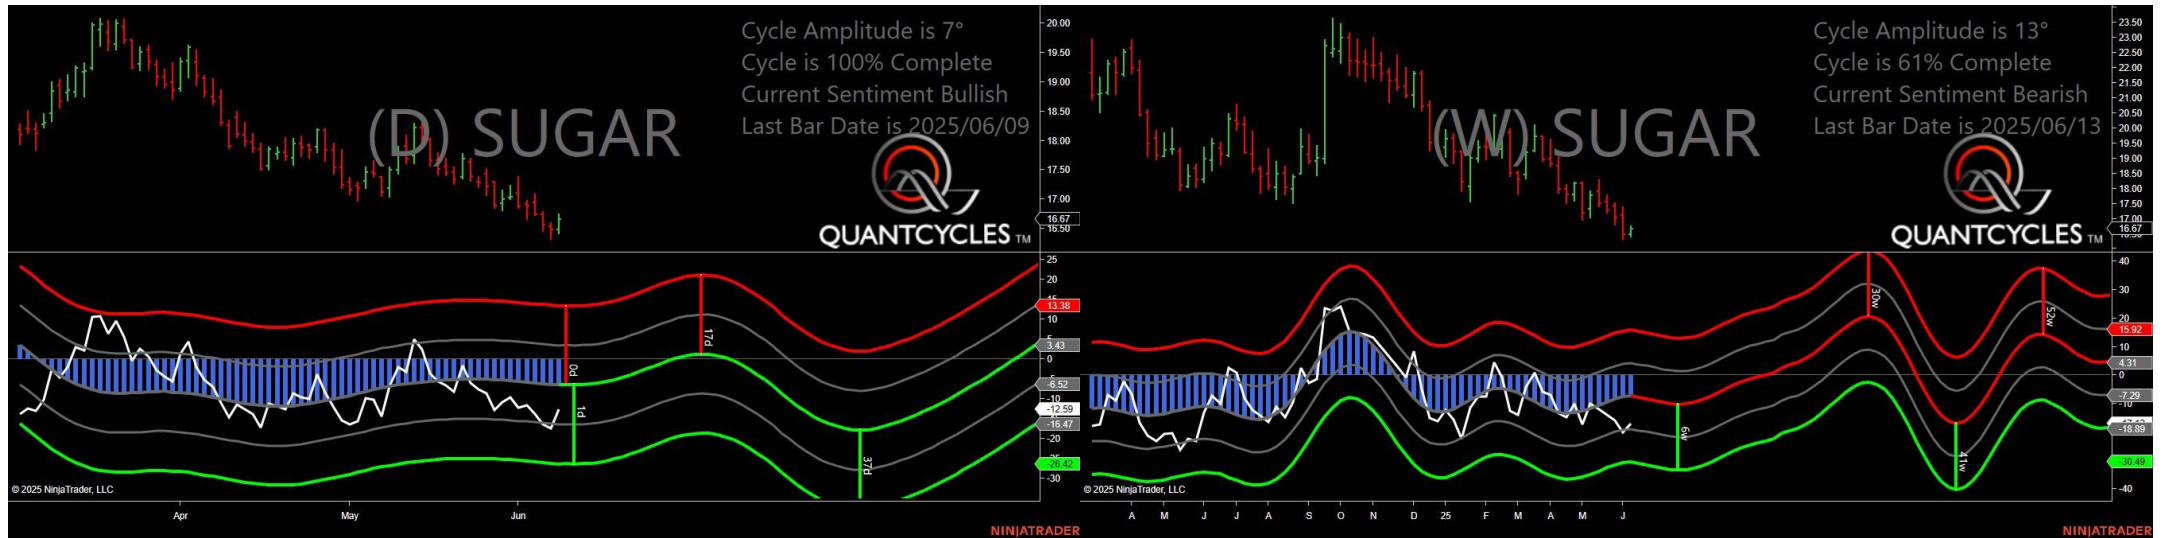 Cycle Amplitude is 7°
Cycle is 100% Complete
Current Sentiment Bullish
Last Bar Date is 2025/06/09
(D) SUGAR
QUANTCYCLES TM
20.00
19.50
19.00
18.50
18.00
17.50
17.00
16.67
16.50
25
20
13.38
10
3.43
0
-6.52
-10
-12.59
-16.47
-20
-26.42
-30
0d
1d
17d
37d
© 2025 NinjaTrader, LLC
Apr
May
Jun
NINJATRADER
Cycle Amplitude is 13°
Cycle is 61% Complete
Current Sentiment Bearish
Last Bar Date is 2025/06/13
(W) SUGAR
QUANTCYCLES TM
23.50
23.00
22.50
22.00
21.50
21.00
20.50
20.00
19.50
19.00
18.50
18.00
17.50
17.00
16.67
40
30
20
15.92
10
4.31
0
-7.29
-10
-18.89
-30.49
-40
6w
30w
41w
52w
© 2025 NinjaTrader, LLC
A
M
J
J
A
S
O
N
D
25
F
M
A
M
J
NINJATRADER